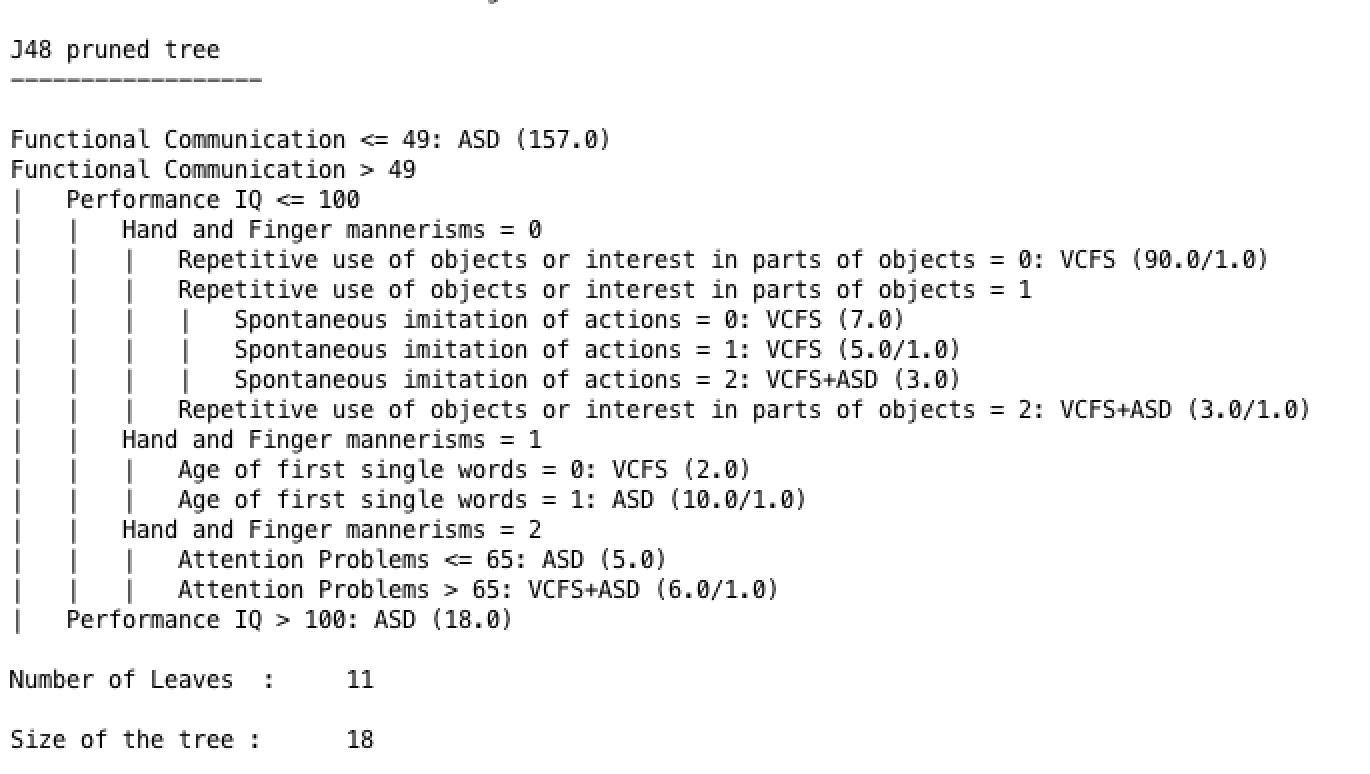 J48 pruned tree
------------------
Functional Communication <= 49: ASD (157.0)
Functional Communication > 49
|   Performance IQ <= 100
|   |   Hand and Finger mannerisms = 0
|   |   |   Repetitive use of objects or interest in parts of objects = 0: VCFS (90.0/1.0)
|   |   |   Repetitive use of objects or interest in parts of objects = 1
|   |   |   |   Spontaneous imitation of actions = 0: VCFS (7.0)
|   |   |   |   Spontaneous imitation of actions = 1: VCFS (5.0/1.0)
|   |   |   |   Spontaneous imitation of actions = 2: VCFS+ASD (3.0)
|   |   |   Repetitive use of objects or interest in parts of objects = 2: VCFS+ASD (3.0/1.0)
|   |   Hand and Finger mannerisms = 1
|   |   |   Age of first single words = 0: VCFS (2.0)
|   |   |   Age of first single words = 1: ASD (10.0/1.0)
|   |   Hand and Finger mannerisms = 2
|   |   |   Attention Problems <= 65: ASD (5.0)
|   |   |   Attention Problems > 65: VCFS+ASD (6.0/1.0)
|   Performance IQ > 100: ASD (18.0)
Number of Leaves  :     11
Size of the tree :      18